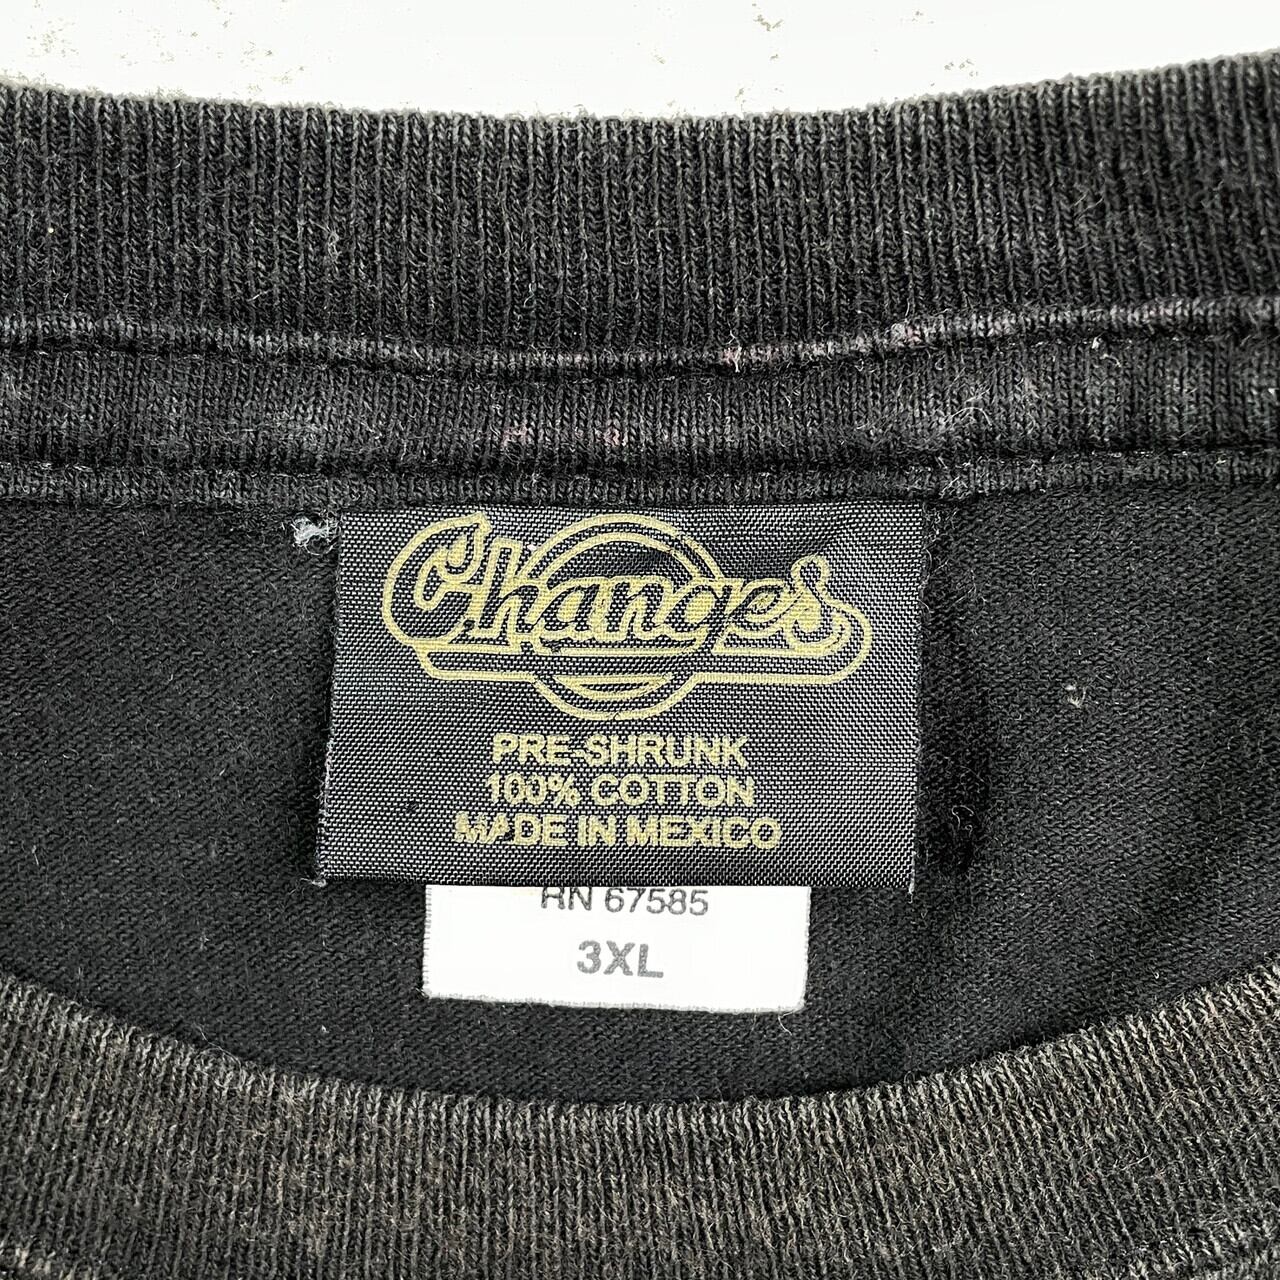 Changes
PRE-SHRUNK
100% COTTON
MADE IN MEXICO
RN 67585
3XL